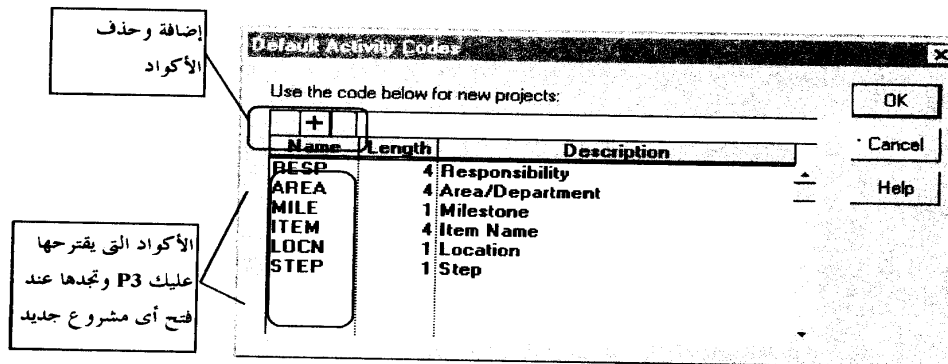 إضافة وحذف
الأكواد
Default Activity Codes
Use the code below for new projects:
+
Name Length Description
RESP 4 Responsibility
AREA 4 Area/Department
MILE 1 Milestone
ITEM 4 Item Name
LOCN 1 Location
STEP 1 Step
OK
Cancel
Help
الأكواد التى يقترحها
عليك P3 وتجدها عند
فتح أى مشروع جديد